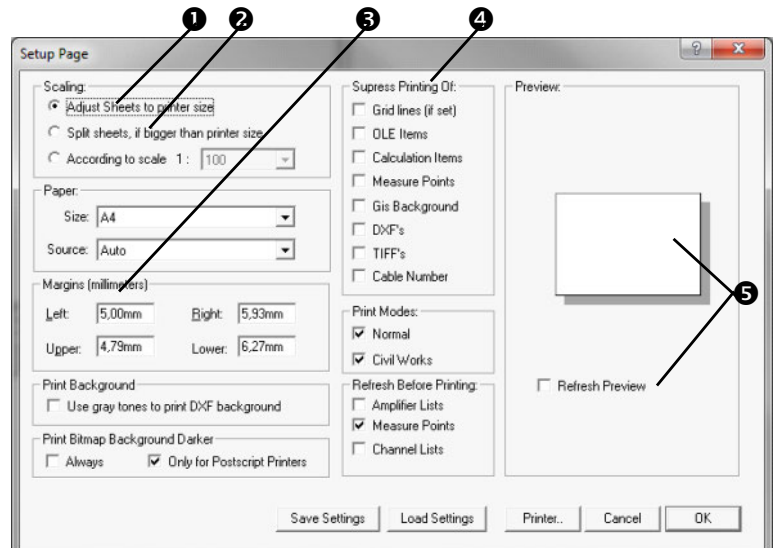 ❶ ❷ ❸ ❹
Setup Page
Scaling:
Adjust Sheets to printer size
Split sheets, if bigger than printer size
According to scale 1 : 100
Paper:
Size: A4
Source: Auto
Margins (millimeters)
Left: 5,00mm Right: 5,93mm
Upper: 4,79mm Lower: 6,27mm
Print Background
Use gray tones to print DXF background
Print Bitmap Background Darker
Always Only for Postscript Printers
Supress Printing Of:
Grid lines (if set)
OLE Items
Calculation Items
Measure Points
Gis Background
DXF's
TIFF's
Cable Number
Print Modes:
Normal
Civil Works
Refresh Before Printing:
Amplifier Lists
Measure Points
Channel Lists
Preview:
❺
Refresh Preview
Save Settings Load Settings Printer.. Cancel OK